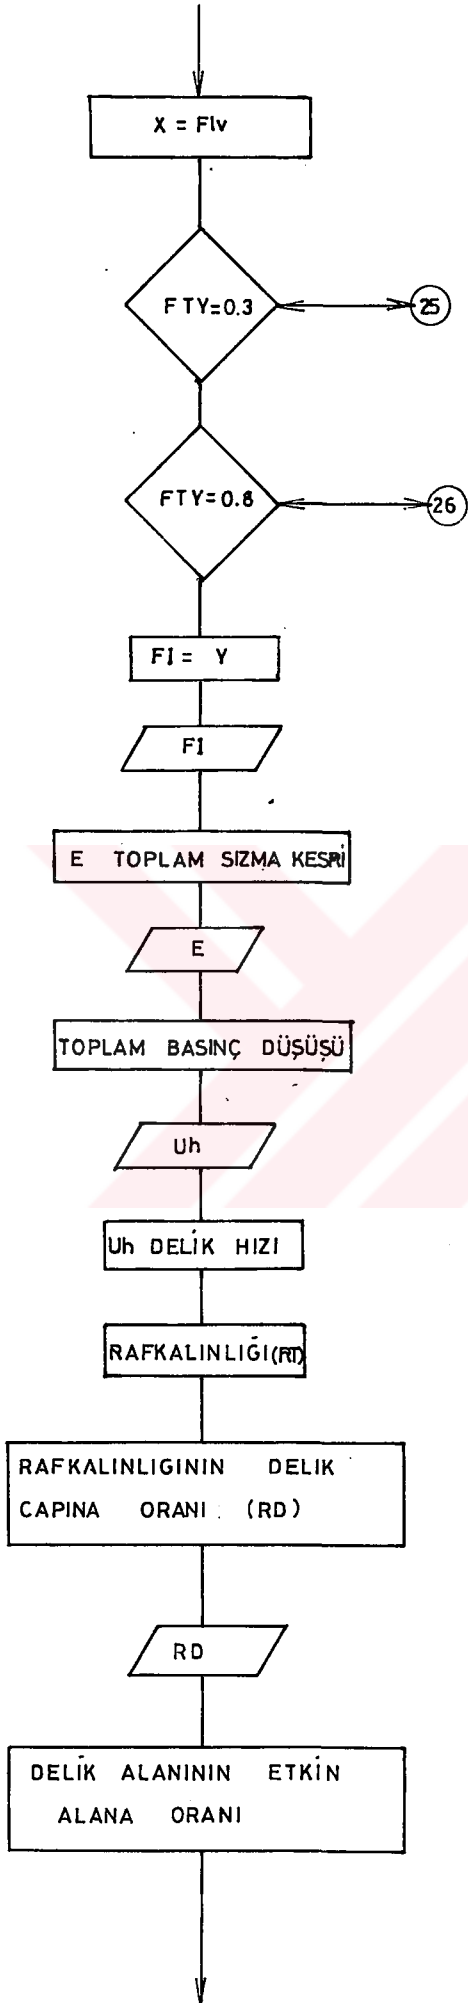 X = Flv
FTY=0.3
25
FTY=0.8
26
FI = Y
FI
E TOPLAM SIZMA KESRİ
E
TOPLAM BASINÇ DÜŞÜŞÜ
Uh
Uh DELİK HIZI
RAFKALINLIĞI (RT)
RAFKALINLIGININ DELIK
CAPINA ORANI : (RD)
RD
DELİK ALANININ ETKİN
ALANA ORANI